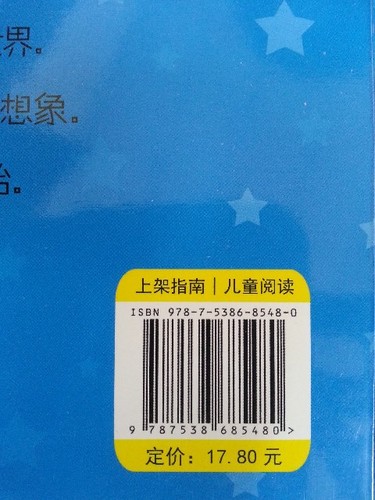 界。
想象。
始。
上架指南 | 儿童阅读
ISBN 978-7-5386-8548-0
9 787538 685480 >
定价：17.80 元